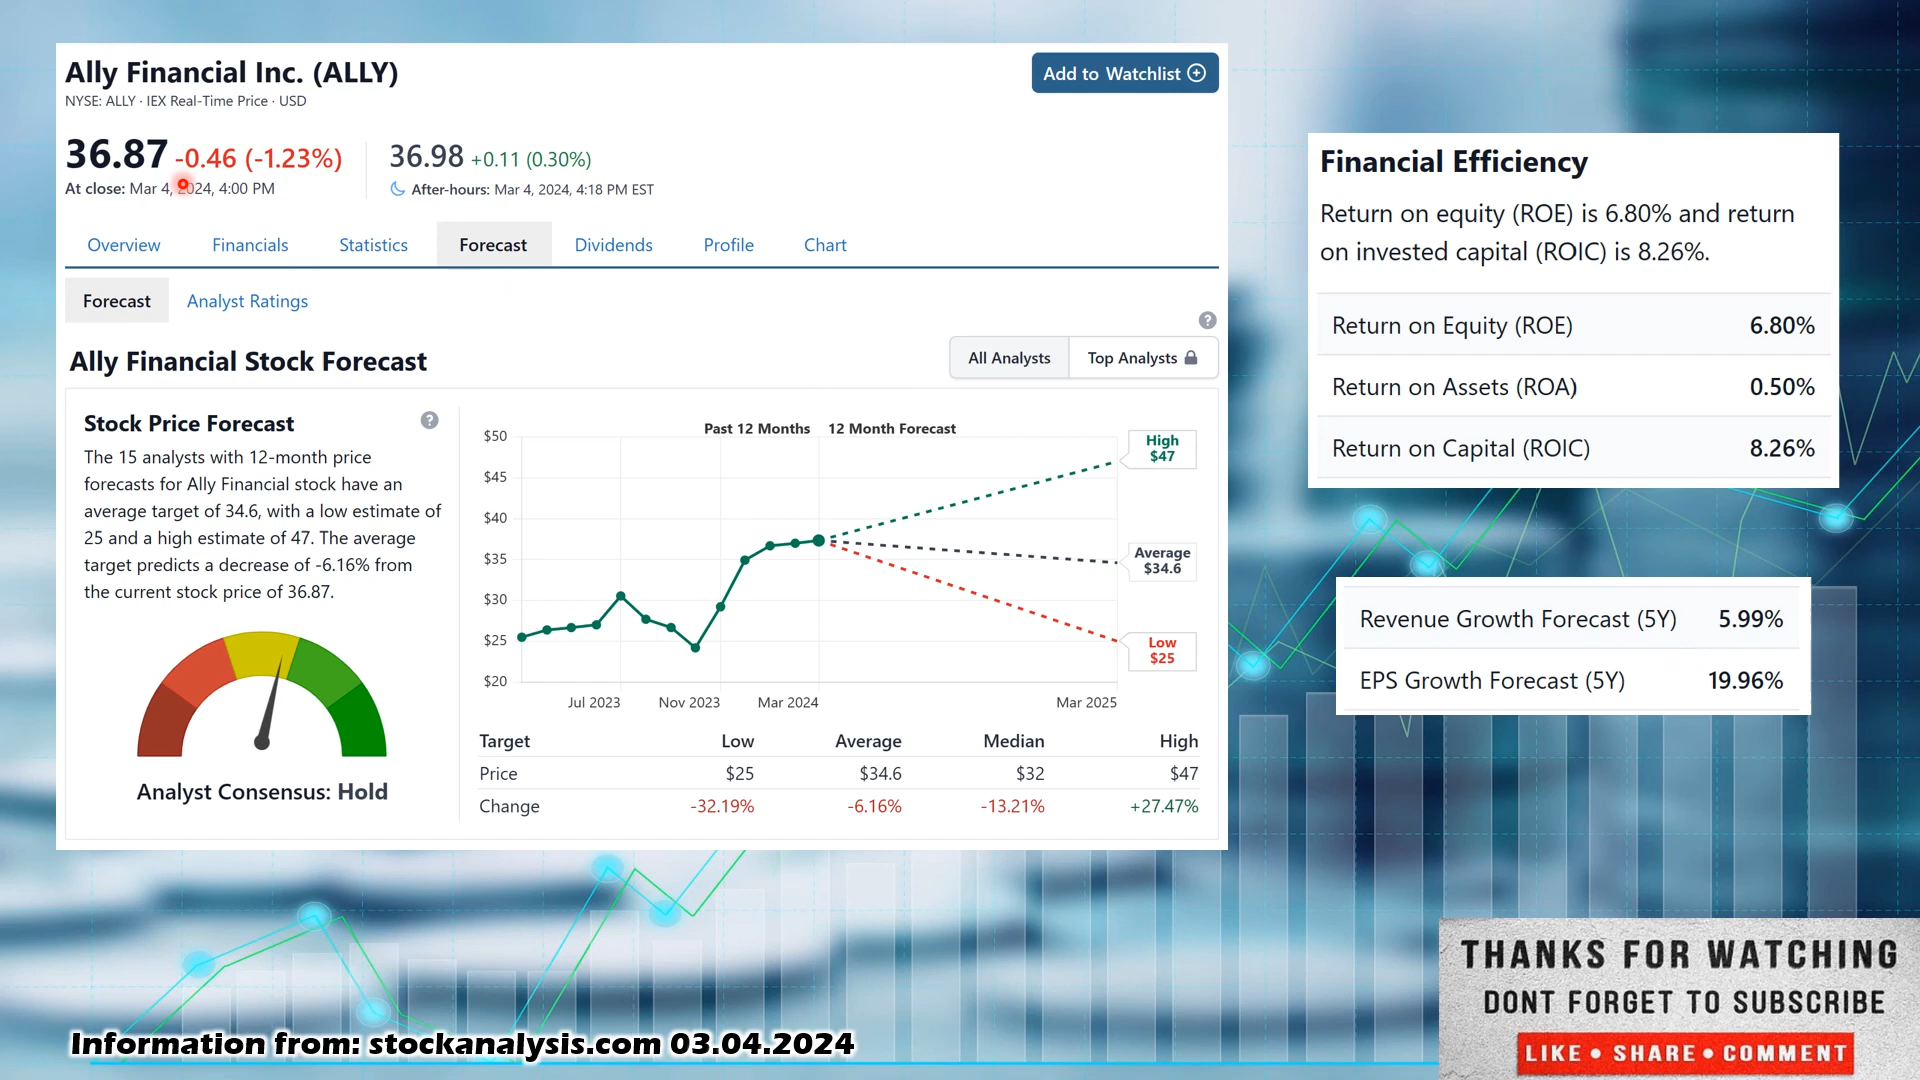 Ally Financial Inc. (ALLY)
NYSE: ALLY · IEX Real-Time Price · USD
Add to Watchlist
36.87 -0.46 (-1.23%)
At close: Mar 4, 2024, 4:00 PM
36.98 +0.11 (0.30%)
After-hours: Mar 4, 2024, 4:18 PM EST
Overview Financials Statistics Forecast Dividends Profile Chart
Forecast Analyst Ratings
?
Ally Financial Stock Forecast
All Analysts Top Analysts
Stock Price Forecast ?
The 15 analysts with 12-month price
forecasts for Ally Financial stock have an
average target of 34.6, with a low estimate of
25 and a high estimate of 47. The average
target predicts a decrease of -6.16% from
the current stock price of 36.87.
Analyst Consensus: Hold
Past 12 Months 12 Month Forecast
$50
$45
$40
$35
$30
$25
$20
High
$47
Average
$34.6
Low
$25
Jul 2023 Nov 2023 Mar 2024 Mar 2025
Target Low Average Median High
Price $25 $34.6 $32 $47
Change -32.19% -6.16% -13.21% +27.47%
Financial Efficiency
Return on equity (ROE) is 6.80% and return
on invested capital (ROIC) is 8.26%.
Return on Equity (ROE) 6.80%
Return on Assets (ROA) 0.50%
Return on Capital (ROIC) 8.26%
Revenue Growth Forecast (5Y) 5.99%
EPS Growth Forecast (5Y) 19.96%
Information from: stockanalysis.com 03.04.2024
THANKS FOR WATCHING
DONT FORGET TO SUBSCRIBE
LIKE • SHARE • COMMENT